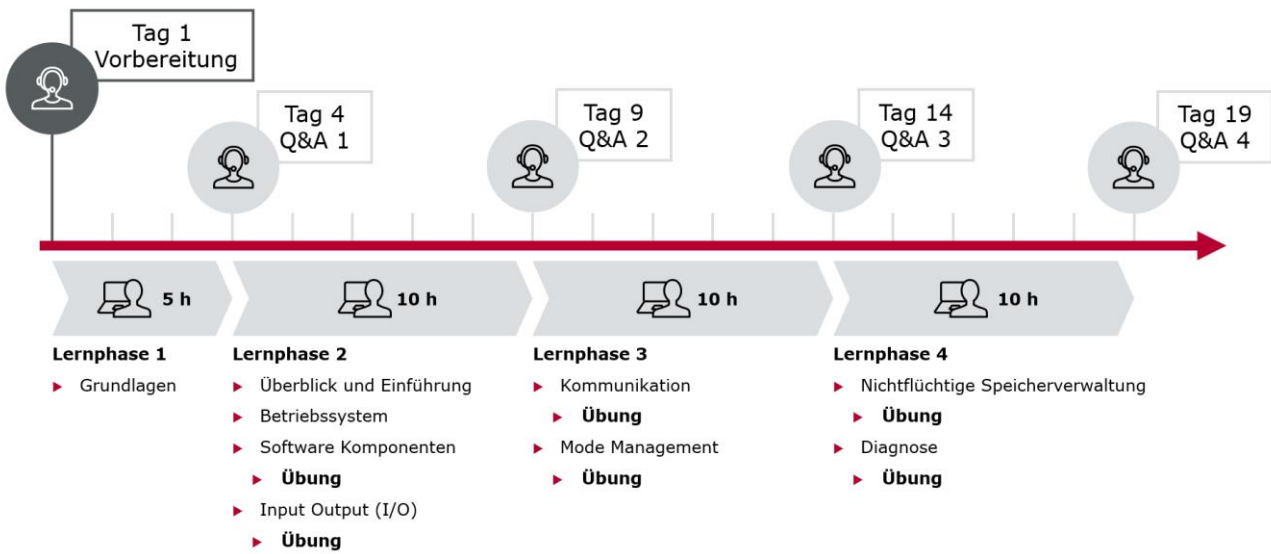 Tag 1
Vorbereitung
Tag 4
Q&A 1
Tag 9
Q&A 2
Tag 14
Q&A 3
Tag 19
Q&A 4
5 h
10 h
10 h
10 h
Lernphase 1
Grundlagen
Lernphase 2
Überblick und Einführung
Betriebssystem
Software Komponenten
Übung
Input Output (I/O)
Übung
Lernphase 3
Kommunikation
Übung
Mode Management
Übung
Lernphase 4
Nichtflüchtige Speicherverwaltung
Übung
Diagnose
Übung